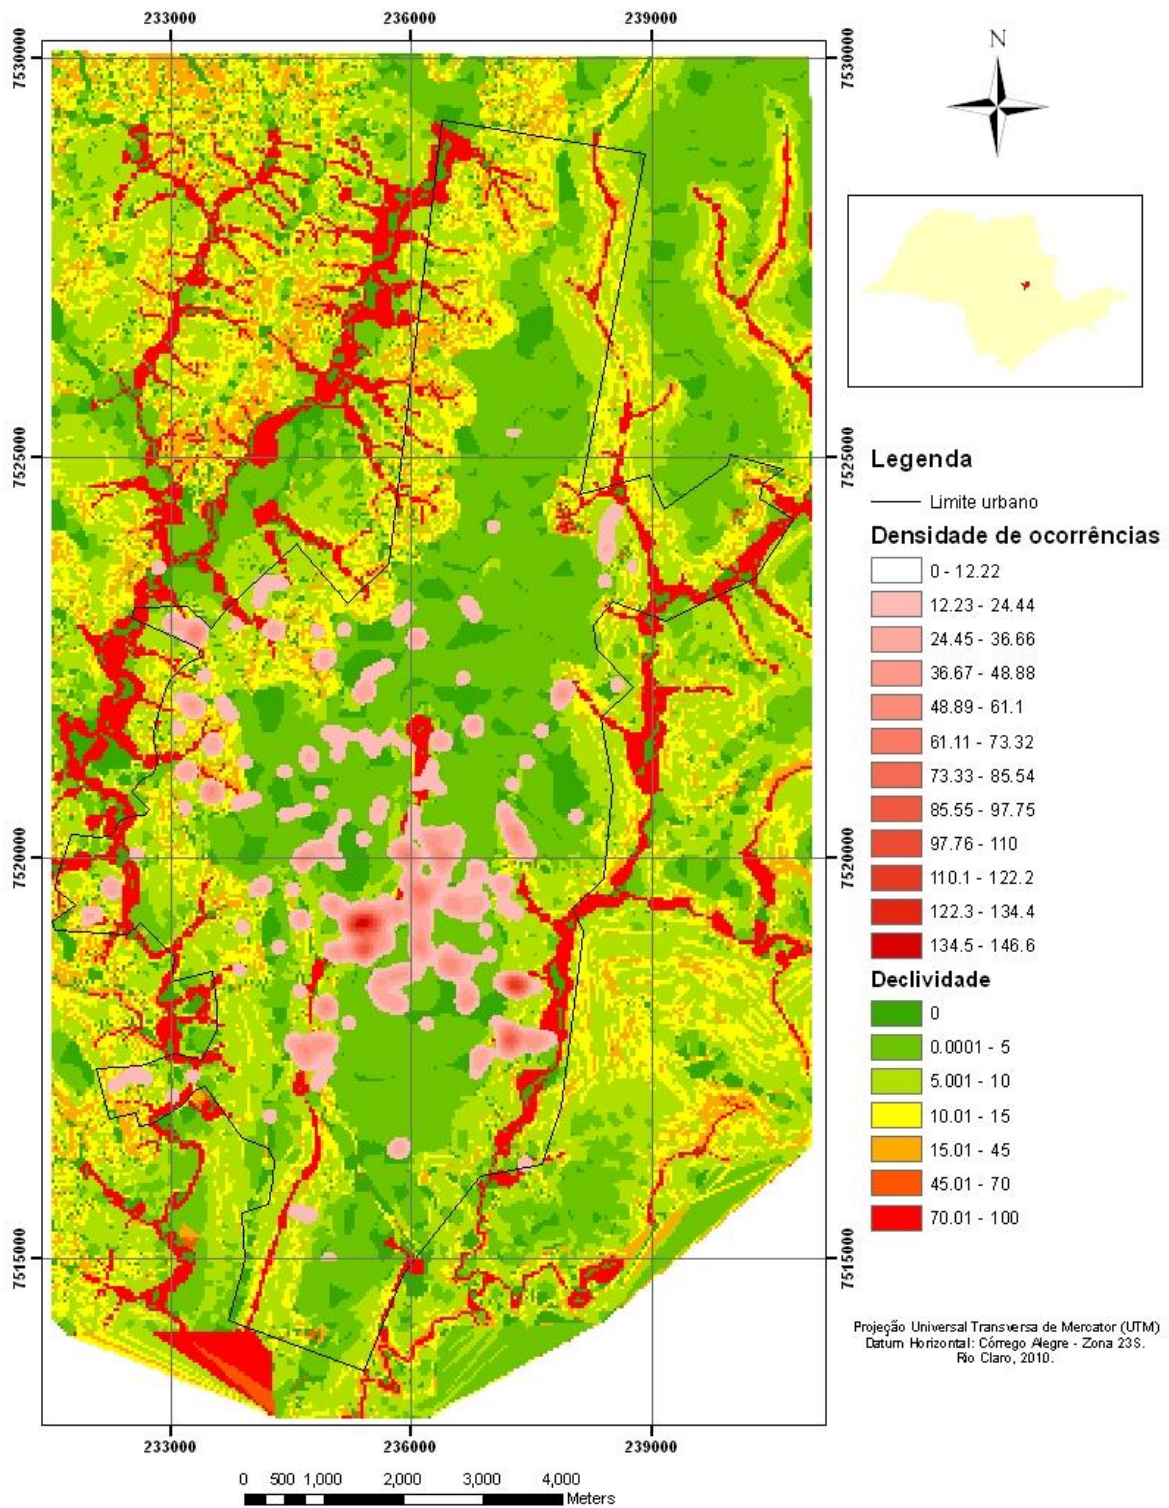 233000
236000
239000
7530000
7530000
N
7525000
7525000
Legenda
Limite urbano
Densidade de ocorrências
0 - 12.22
12.23 - 24.44
24.45 - 36.66
36.67 - 48.88
48.89 - 61.1
61.11 - 73.32
73.33 - 85.54
85.55 - 97.75
97.76 - 110
110.1 - 122.2
122.3 - 134.4
134.5 - 146.6
7520000
7520000
Declividade
0
0.0001 - 5
5.001 - 10
10.01 - 15
15.01 - 45
45.01 - 70
70.01 - 100
7515000
7515000
Projeção Universal Transversa de Mercator (UTM)
Datum Horizontal: Córrego Alegre - Zona 23S.
Rio Claro, 2010.
233000
236000
239000
0 500 1,000 2,000 3,000 4,000
Meters